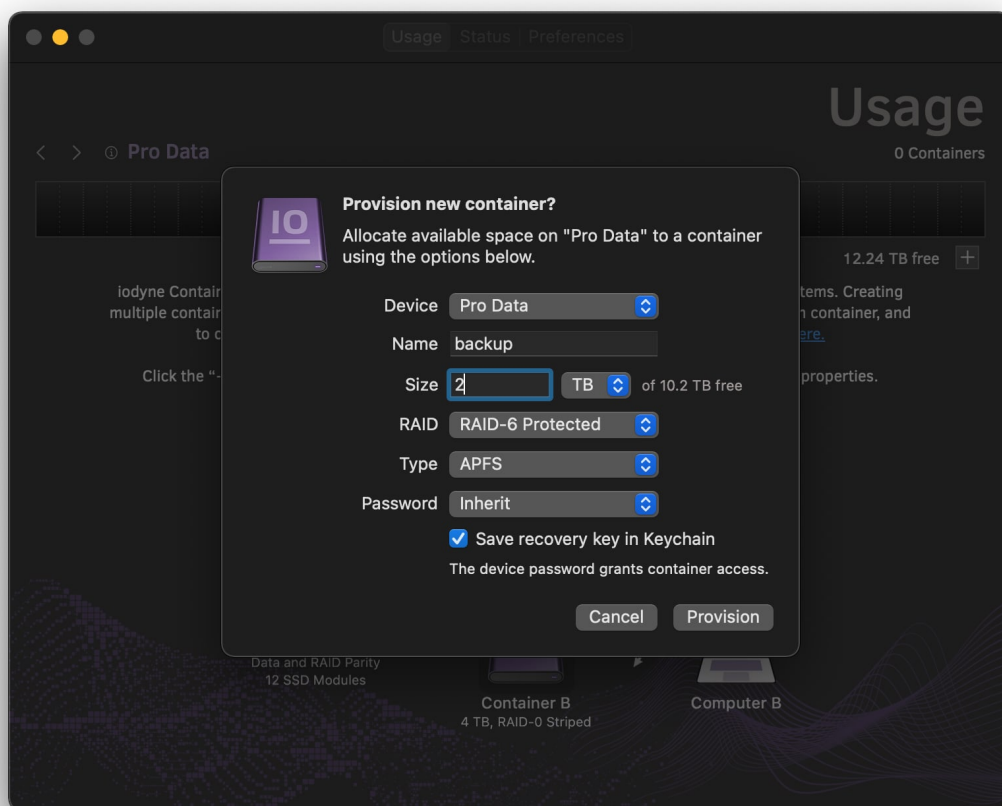 Usage Status Preferences
Usage
Pro Data
0 Containers
12.24 TB free
iodyne Contain
tems. Creating
multiple contain
n container, and
to c
ere.
Click the “-
properties.
IO
Provision new container?
Allocate available space on "Pro Data" to a container
using the options below.
Device Pro Data
Name backup
Size 2 TB of 10.2 TB free
RAID RAID-6 Protected
Type APFS
Password Inherit
Save recovery key in Keychain
The device password grants container access.
Cancel Provision
Data and RAID Parity
12 SSD Modules
Container B
4 TB, RAID-0 Striped
Computer B